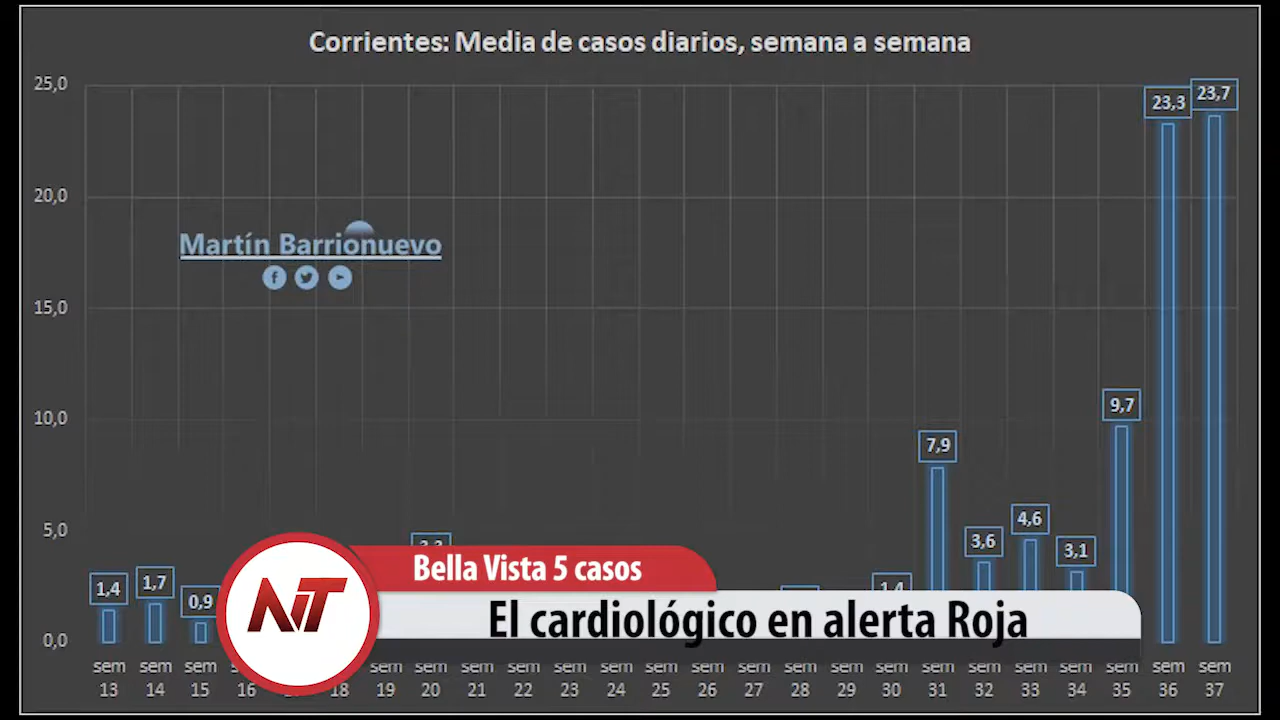 Corrientes: Media de casos diarios, semana a semana
25,0
20,0
15,0
10,0
5,0
0,0
Martín Barrionuevo
1,4
1,7
0,9
7,9
3,6
4,6
3,1
9,7
23,3
23,7
NiT
Bella Vista 5 casos
El cardiológico en alerta Roja
sem sem sem sem sem sem sem sem sem sem sem sem sem sem sem sem sem sem sem sem sem sem
13 14 15 16 18 19 20 21 22 23 24 25 26 27 28 29 30 31 32 33 34 35 36 37